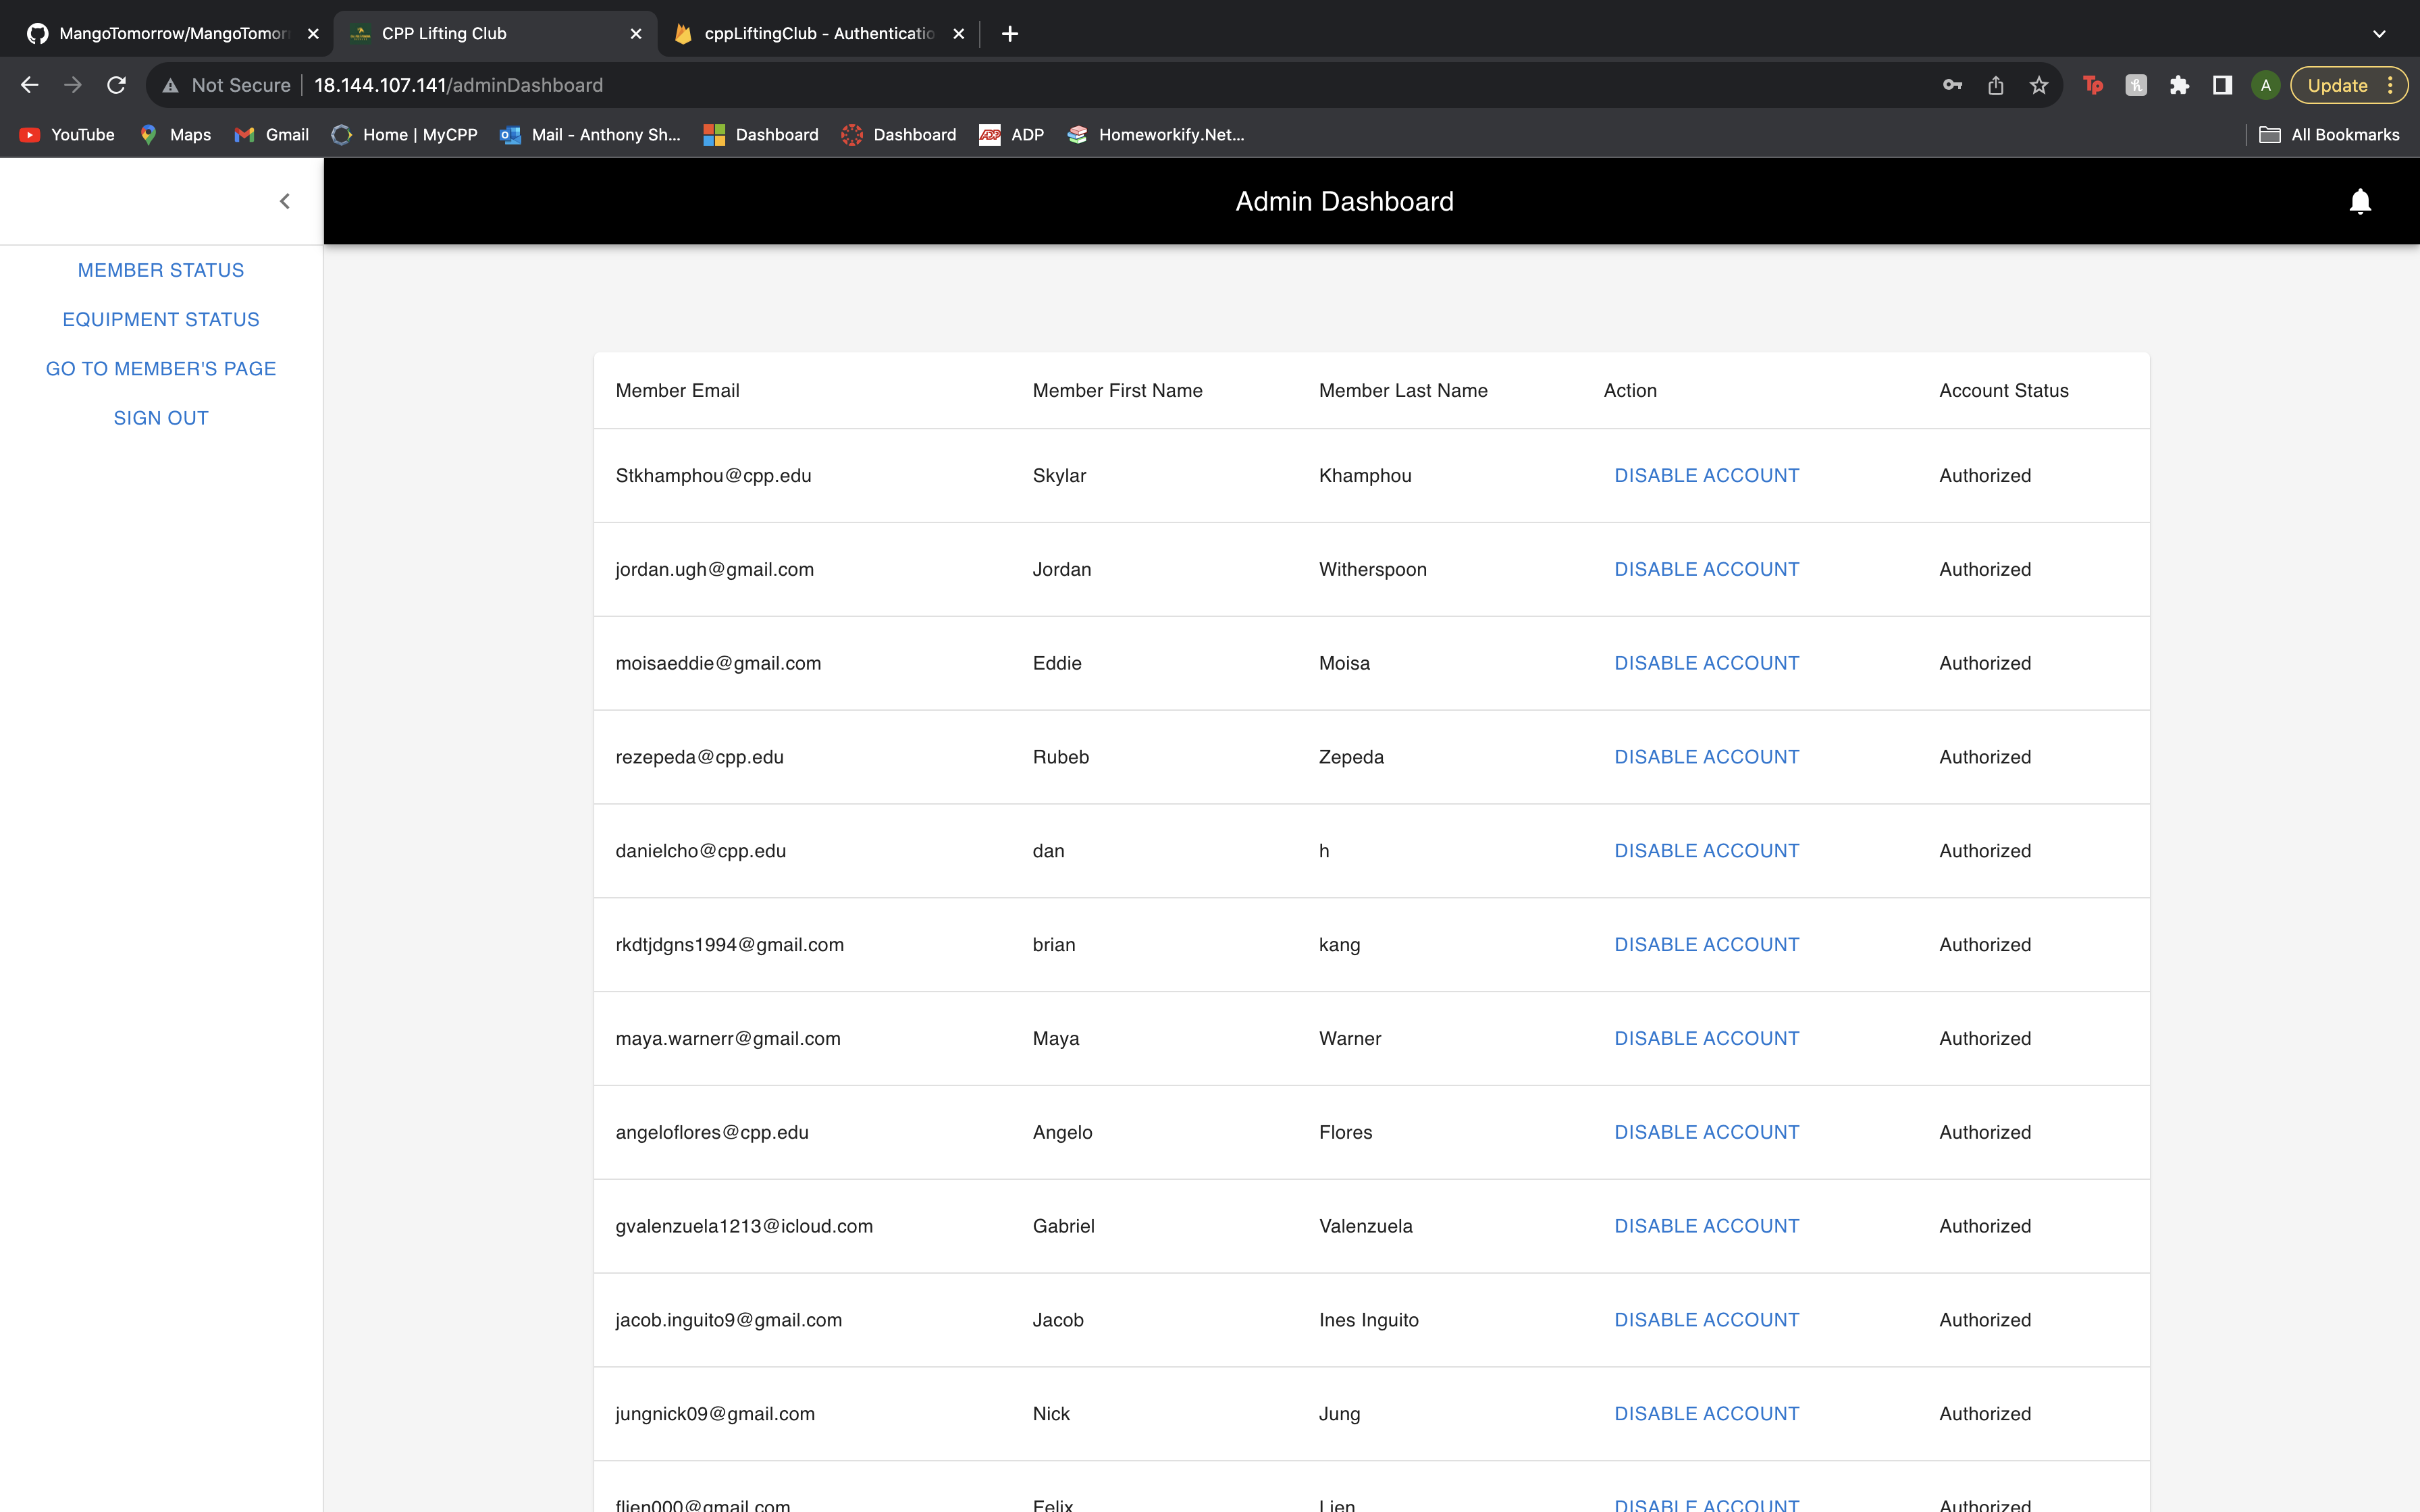 MangoTomorrow/MangoTomor
CPP Lifting Club
cppLiftingClub - Authenticatio
Not Secure
18.144.107.141/adminDashboard
Tp
A
Update
YouTube
Maps
Gmail
Home | MyCPP
Mail - Anthony Sh...
Dashboard
Dashboard
ADP
ADP
Homeworkify.Net...
All Bookmarks
Admin Dashboard
MEMBER STATUS
EQUIPMENT STATUS
GO TO MEMBER'S PAGE
SIGN OUT
Member Email Member First Name Member Last Name Action Account Status
Stkhamphou@cpp.edu Skylar Khamphou DISABLE ACCOUNT Authorized
jordan.ugh@gmail.com Jordan Witherspoon DISABLE ACCOUNT Authorized
moisaeddie@gmail.com Eddie Moisa DISABLE ACCOUNT Authorized
rezepeda@cpp.edu Rubeb Zepeda DISABLE ACCOUNT Authorized
danielcho@cpp.edu dan h DISABLE ACCOUNT Authorized
rkdtjdgns1994@gmail.com brian kang DISABLE ACCOUNT Authorized
maya.warnerr@gmail.com Maya Warner DISABLE ACCOUNT Authorized
angeloflores@cpp.edu Angelo Flores DISABLE ACCOUNT Authorized
gvalenzuela1213@icloud.com Gabriel Valenzuela DISABLE ACCOUNT Authorized
jacob.inguito9@gmail.com Jacob Ines Inguito DISABLE ACCOUNT Authorized
jungnick09@gmail.com Nick Jung DISABLE ACCOUNT Authorized
flien000@gmail.com Felix Lien DISABLE ACCOUNT Authorized